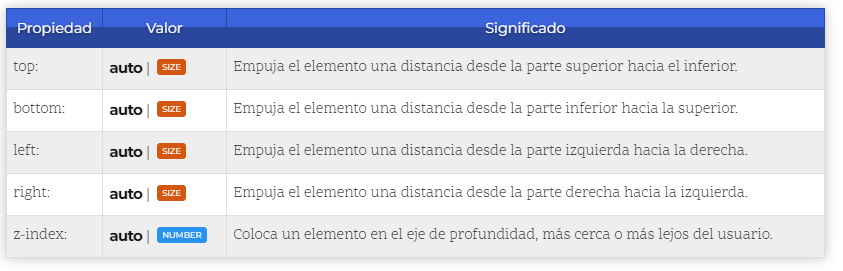 Propiedad Valor Significado
top: auto | SIZE Empuja el elemento una distancia desde la parte superior hacia el inferior.
bottom: auto | SIZE Empuja el elemento una distancia desde la parte inferior hacia la superior.
left: auto | SIZE Empuja el elemento una distancia desde la parte izquierda hacia la derecha.
right: auto | SIZE Empuja el elemento una distancia desde la parte derecha hacia la izquierda.
z-index: auto | NUMBER Coloca un elemento en el eje de profundidad, más cerca o más lejos del usuario.